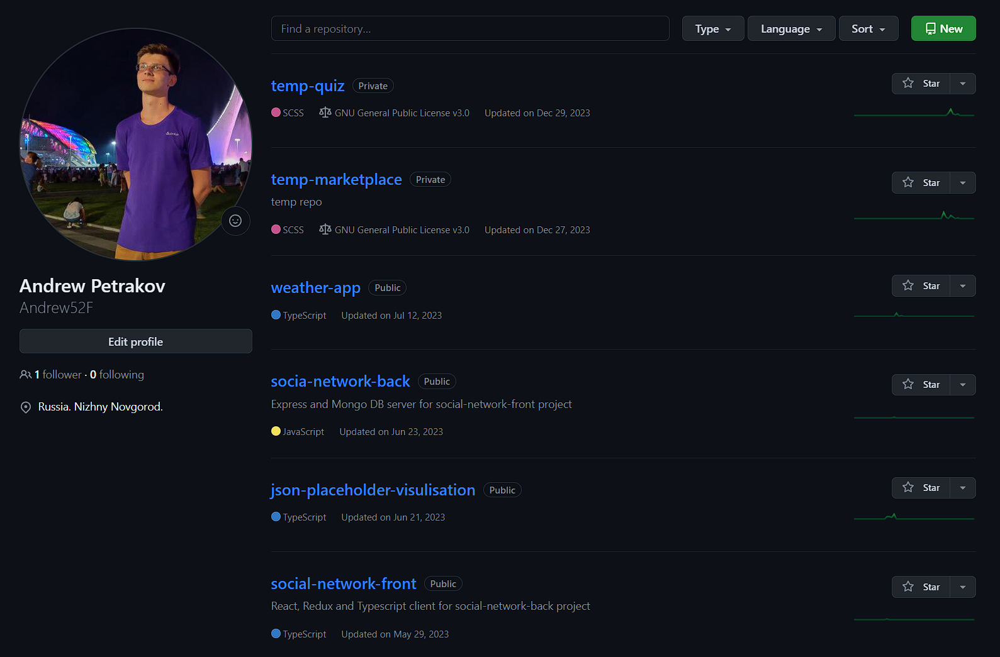 Find a repository...
Type
Language
Sort
New
temp-quiz
Private
Star
SCSS
GNU General Public License v3.0
Updated on Dec 29, 2023
temp-marketplace
Private
Star
temp repo
SCSS
GNU General Public License v3.0
Updated on Dec 27, 2023
weather-app
Public
Star
TypeScript
Updated on Jul 12, 2023
socia-network-back
Public
Star
Express and Mongo DB server for social-network-front project
JavaScript
Updated on Jun 23, 2023
json-placeholder-visulisation
Public
Star
TypeScript
Updated on Jun 21, 2023
social-network-front
Public
Star
React, Redux and Typescript client for social-network-back project
TypeScript
Updated on May 29, 2023
Andrew Petrakov
Andrew52F
Edit profile
1 follower · 0 following
Russia. Nizhny Novgorod.